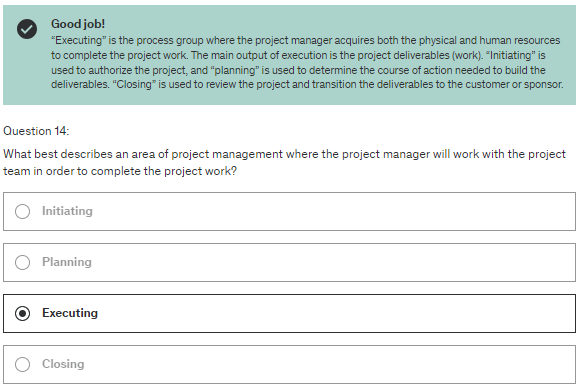 Good job!
"Executing" is the process group where the project manager acquires both the physical and human resources
to complete the project work. The main output of execution is the project deliverables (work). "Initiating" is
used to authorize the project, and "planning" is used to determine the course of action needed to build the
deliverables. "Closing" is used to review the project and transition the deliverables to the customer or sponsor.
Question 14:
What best describes an area of project management where the project manager will work with the project
team in order to complete the project work?
Initiating
Planning
Executing
Closing